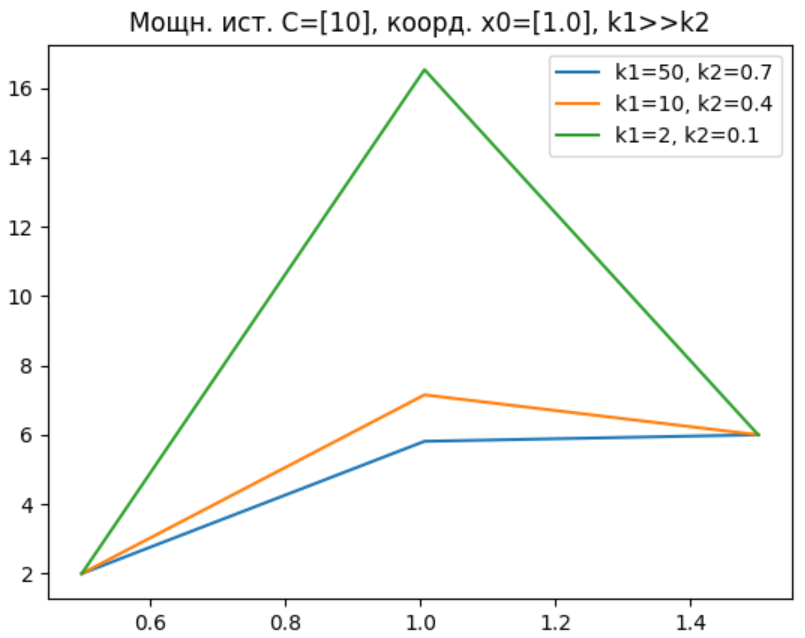 Мощн. ист. C=[10], коорд. x0=[1.0], k1>>k2
k1=50, k2=0.7
k1=10, k2=0.4
k1=2, k2=0.1
16
14
12
10
8
6
4
2
0.6 0.8 1.0 1.2 1.4